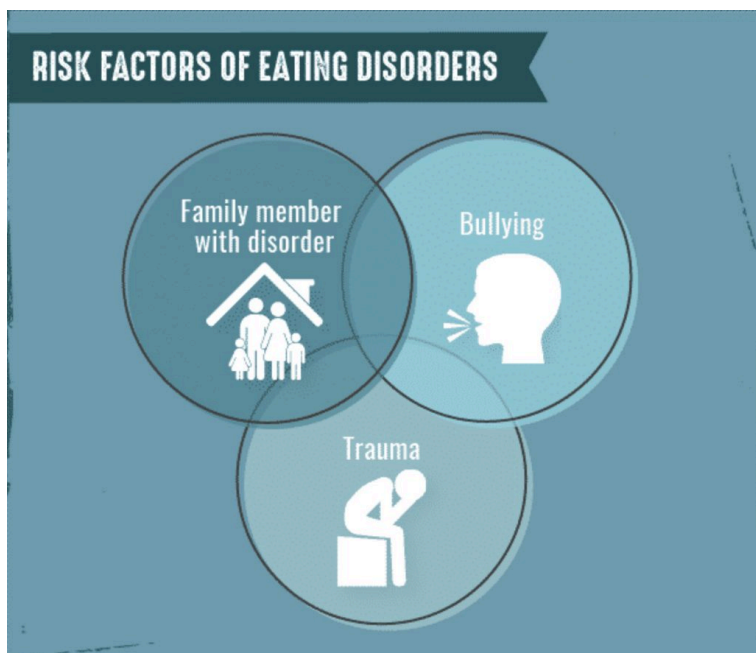 RISK FACTORS OF EATING DISORDERS
Family member
with disorder
Bullying
Trauma